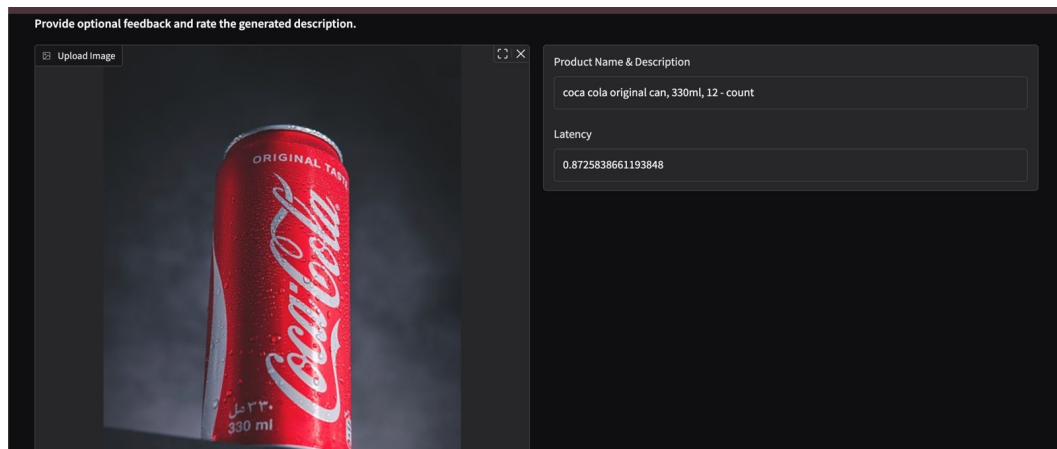 Provide optional feedback and rate the generated description.
Upload Image
Product Name & Description
coca cola original can, 330ml, 12 - count
Latency
0.8725838661193848
ORIGINAL TASTE
Coca-Cola
٣٣٠ مل
330 ml